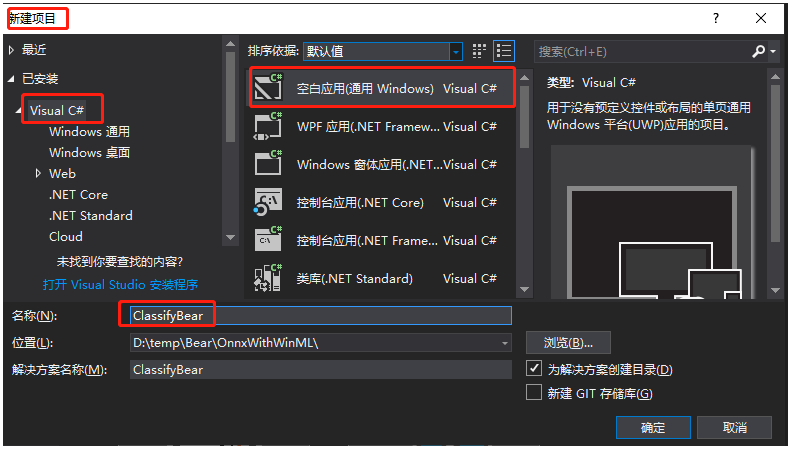 新建项目
? ×
最近
已安装
Visual C#
Windows 通用
Windows 桌面
Web
.NET Core
.NET Standard
Cloud
未找到你要查找的内容?
打开 Visual Studio 安装程序
排序依据: 默认值
搜索(Ctrl+E)
C# 空白应用(通用 Windows) Visual C#
C# WPF 应用(.NET Framew... Visual C#
C# Windows 窗体应用(.NET... Visual C#
C# C:\ 控制台应用(.NET Core) Visual C#
C# C:\ 控制台应用(.NET Frame... Visual C#
C# 类库(.NET Standard) Visual C#
类型: Visual C#
用于没有预定义控件或布局的单页通用
Windows 平台(UWP)应用的项目。
名称(N): ClassifyBear
位置(L): D:\temp\Bear\OnnxWithWinML\
浏览(B)...
解决方案名称(M): ClassifyBear
为解决方案创建目录(D)
新建 GIT 存储库(G)
确定
取消